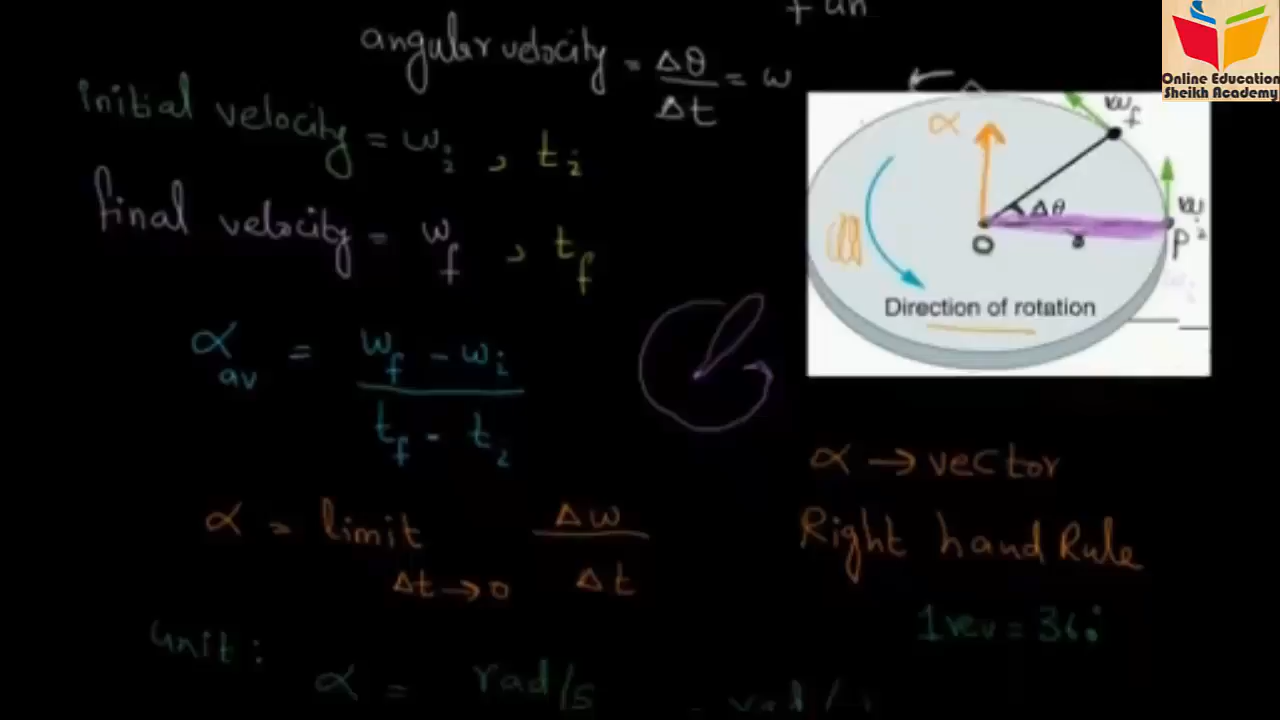 angular velocity = Δθ/Δt = ω
initial velocity = ωi , ti
final velocity = ωf , tf
αav = ωf - ωi / tf - ti
α = limit Δt→0 Δω/Δt
unit:
α = rad/s
Online Education
Sheikh Academy
α
ωf
Δθ
ωi
O
P
Direction of rotation
α → vector
Right hand Rule
1 rev = 36